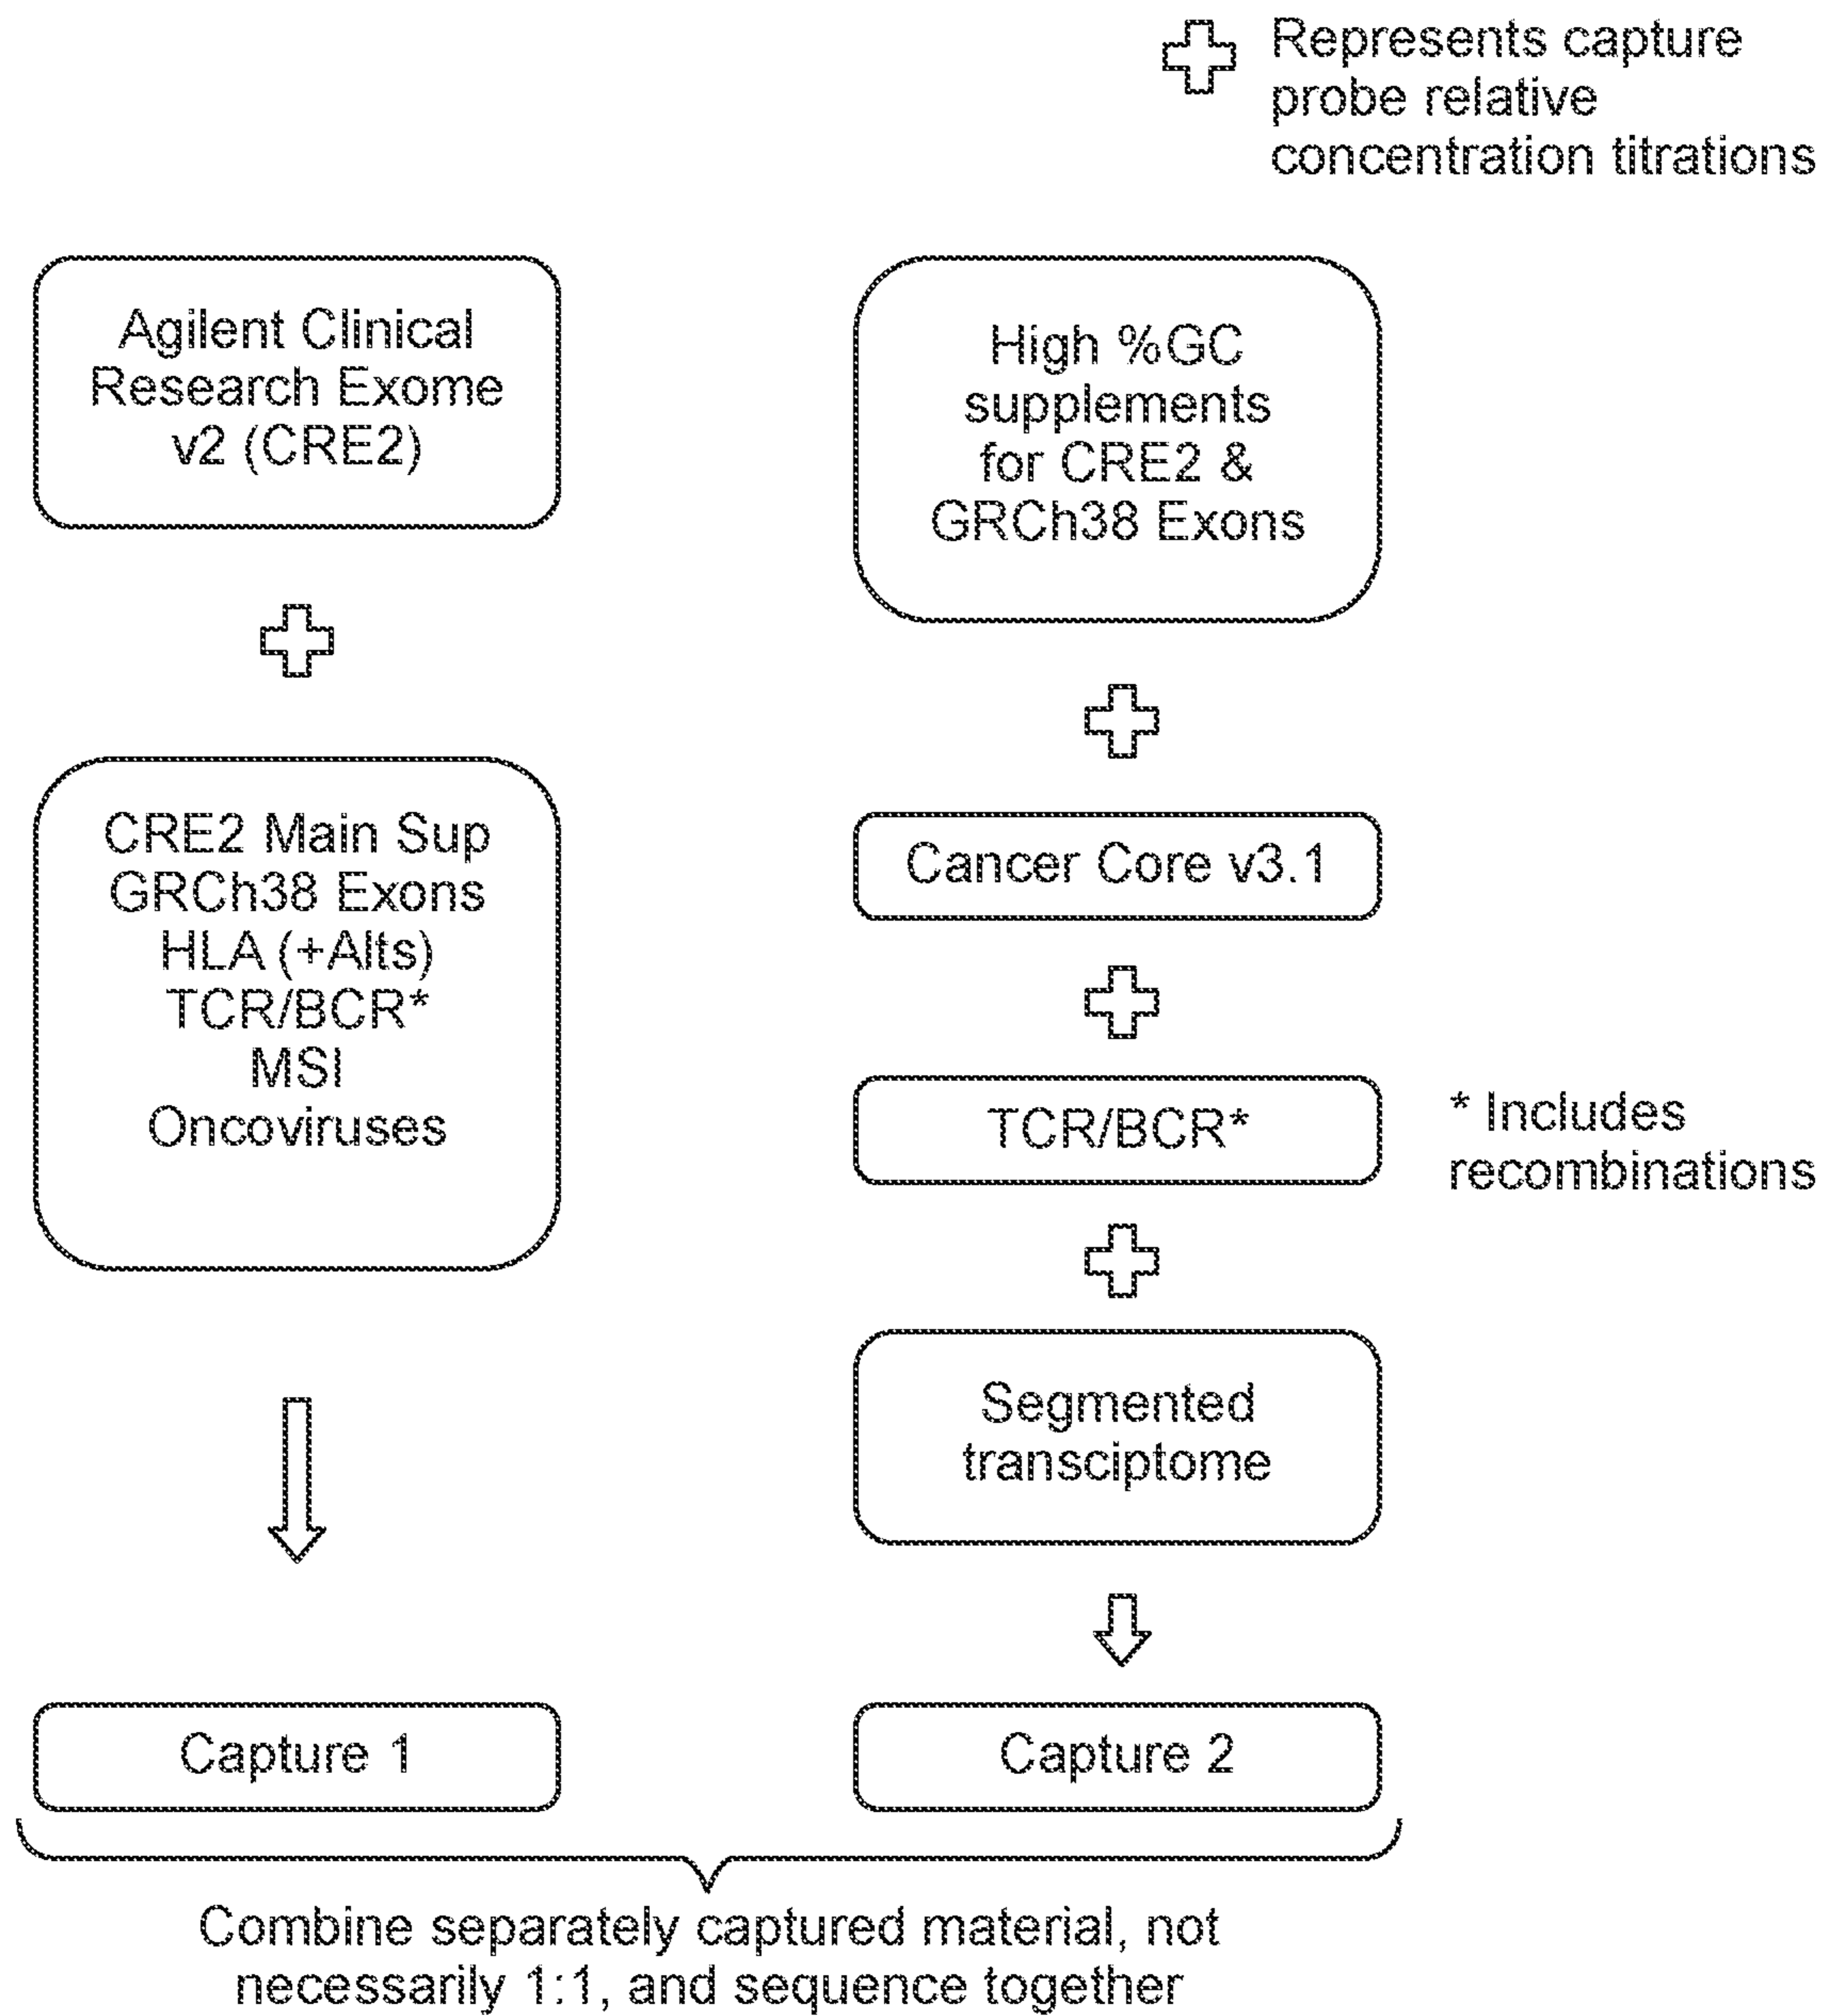 Represents capture
probe relative
concentration titrations
Agilent Clinical
Research Exome
v2 (CRE2)
CRE2 Main Sup
GRCh38 Exons
HLA (+Alts)
TCR/BCR*
MSI
Oncoviruses
Capture 1
High %GC
supplements
for CRE2 &
GRCh38 Exons
Cancer Core v3.1
TCR/BCR*
* Includes
recombinations
Segmented
transciptome
Capture 2
Combine separately captured material, not
necessarily 1:1, and sequence together